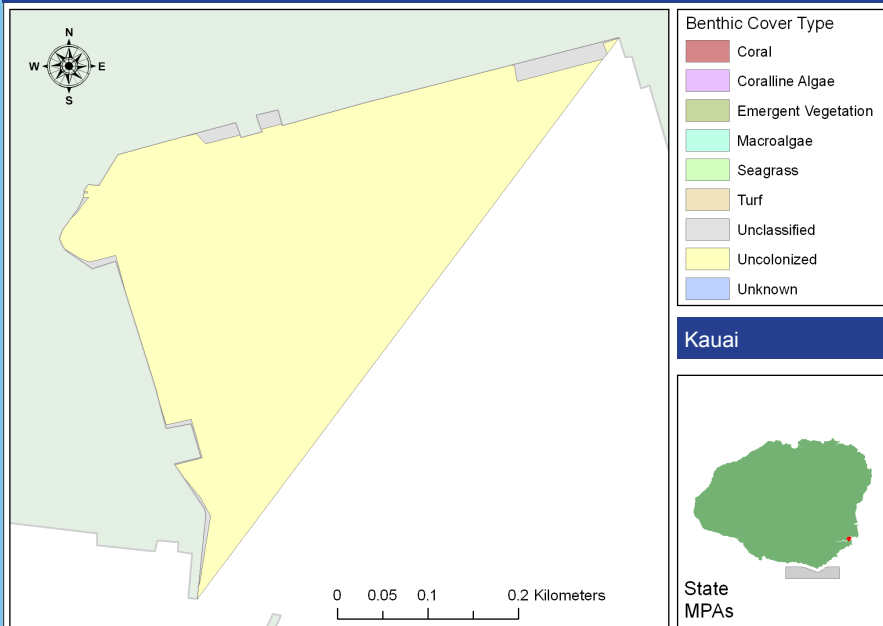 N
W
E
S
0
0.05
0.1
0.2 Kilometers
Benthic Cover Type
Coral
Coralline Algae
Emergent Vegetation
Macroalgae
Seagrass
Turf
Unclassified
Uncolonized
Unknown
Kauai
State
MPAs